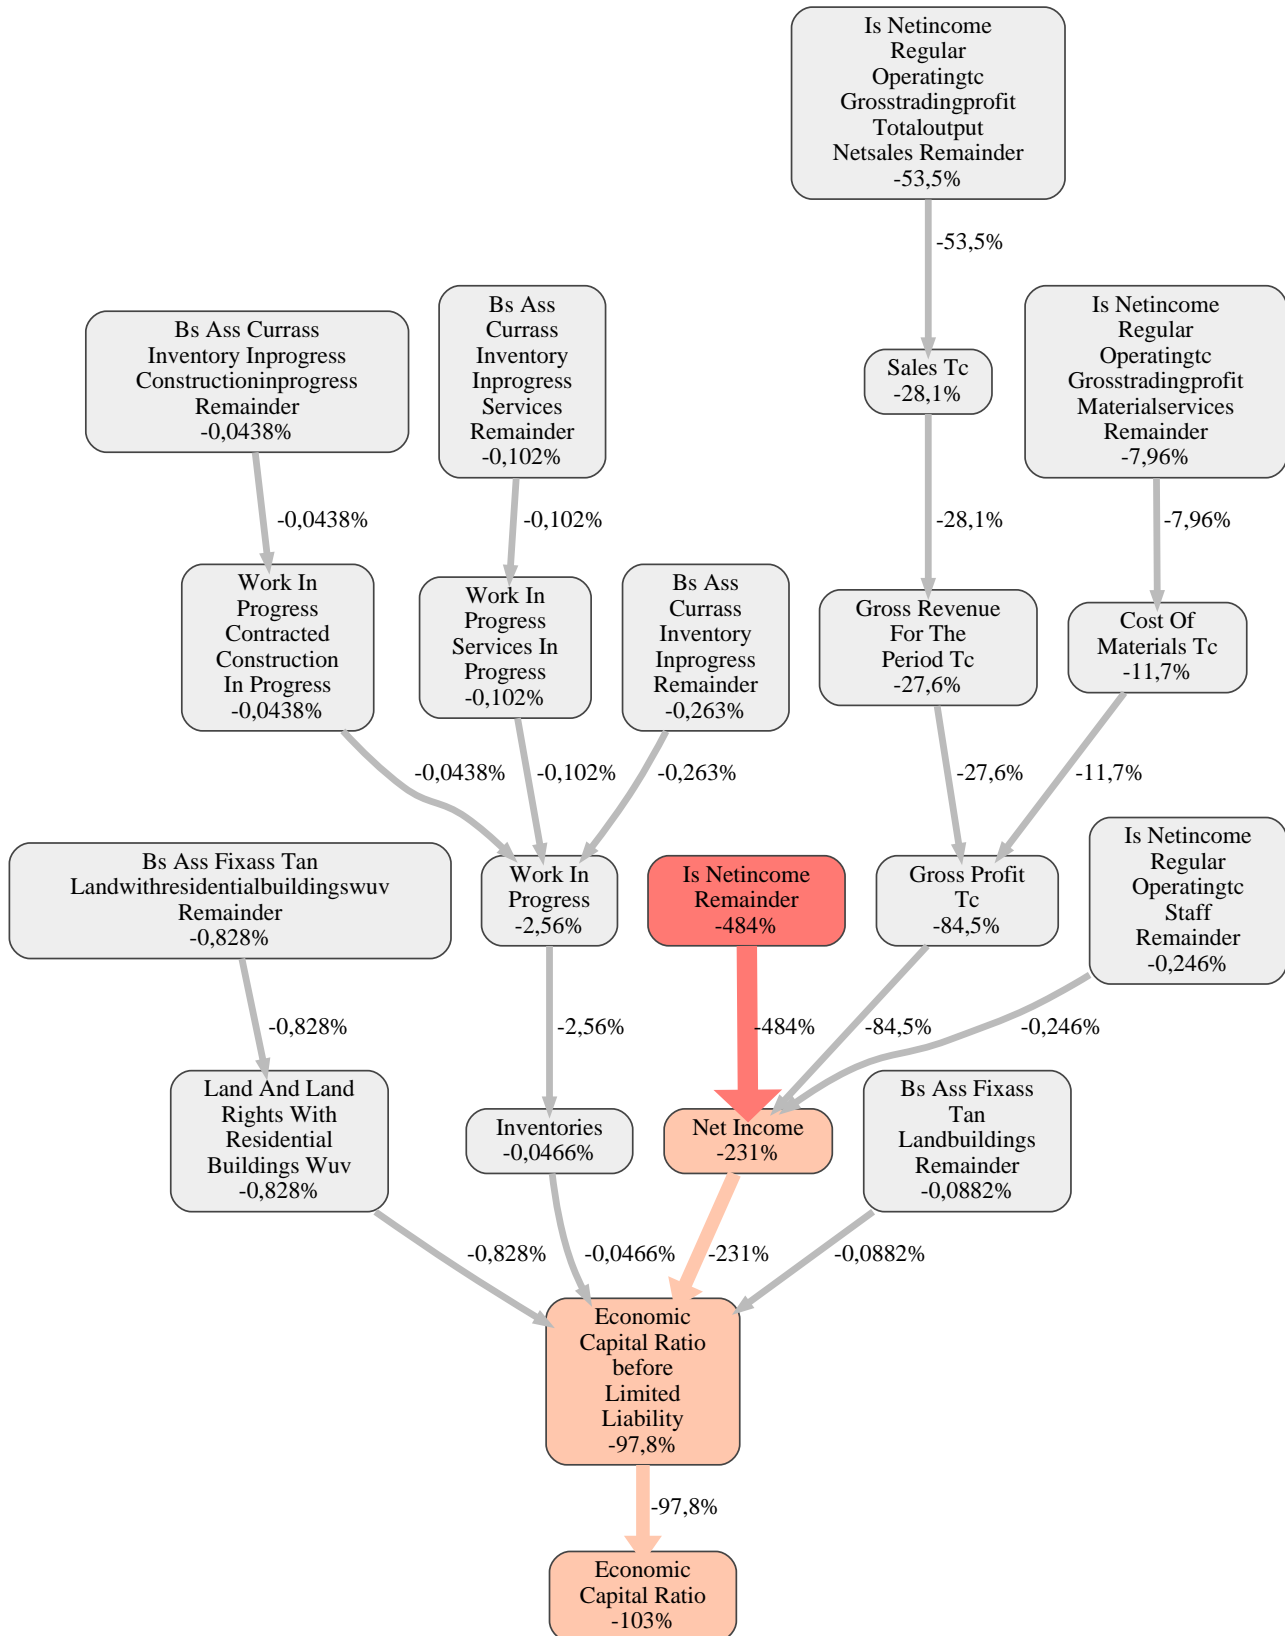 Is Netincome
Regular
Operatingtc
Grosstradingprofit
Totaloutput
Netsales Remainder
-53,5%
-53,5%
Bs Ass Currass
Inventory Inprogress
Constructioninprogress
Remainder
-0,0438%
Bs Ass
Currass
Inventory
Inprogress
Services
Remainder
-0,102%
Sales Tc
-28,1%
Is Netincome
Regular
Operatingtc
Grosstradingprofit
Materialservices
Remainder
-7,96%
-0,0438%
-0,102%
-28,1%
-7,96%
Work In
Progress
Contracted
Construction
In Progress
-0,0438%
Work In
Progress
Services In
Progress
-0,102%
Bs Ass
Currass
Inventory
Inprogress
Remainder
-0,263%
Gross Revenue
For The
Period Tc
-27,6%
Cost Of
Materials Tc
-11,7%
-0,0438%
-0,102%
-0,263%
-27,6%
-11,7%
Bs Ass Fixass Tan
Landwithresidentialbuildingswuv
Remainder
-0,828%
Work In
Progress
-2,56%
Is Netincome
Remainder
-484%
Gross Profit
Tc
-84,5%
Is Netincome
Regular
Operatingtc
Staff
Remainder
-0,246%
-0,828%
-2,56%
-484%
-84,5%
-0,246%
Land And Land
Rights With
Residential
Buildings Wuv
-0,828%
Inventories
-0,0466%
Net Income
-231%
Bs Ass Fixass
Tan
Landbuildings
Remainder
-0,0882%
-0,828%
-0,0466%
-231%
-0,0882%
Economic
Capital Ratio
before
Limited
Liability
-97,8%
-97,8%
Economic
Capital Ratio
-103%